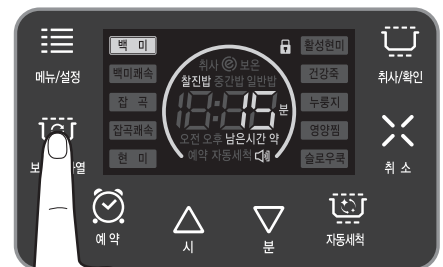 메뉴/설정
백 미
백미쾌속
잡 곡
잡곡쾌속
현 미
취사 보온
찰진밥 중간밥 일반밥
18:15 분
오전 오후 남은시간 약
예약 자동세척
활성현미
건강죽
누룽지
영양찜
슬로우쿡
취사/확인
취 소
보
열
예 약
시
분
자동세척